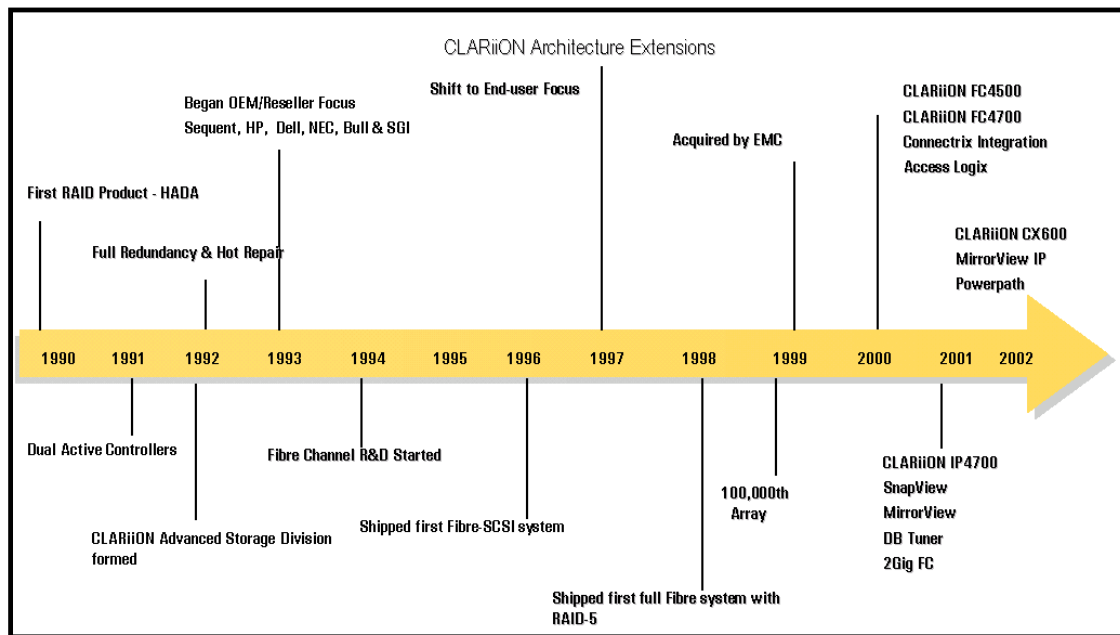 CLARiiON Architecture Extensions
Shift to End-user Focus
Began OEM/Reseller Focus
Sequent, HP, Dell, NEC, Bull & SGI
CLARiiON FC4500
CLARiiON FC4700
Connectrix Integration
Access Logix
Acquired by EMC
First RAID Product - HADA
Full Redundancy & Hot Repair
CLARiiON CX600
MirrorView IP
Powerpath
1990 1991 1992 1993 1994 1995 1996 1997 1998 1999 2000 2001 2002
Dual Active Controllers
Fibre Channel R&D Started
CLARiiON IP4700
SnapView
MirrorView
DB Tuner
2Gig FC
100,000th
Array
Shipped first Fibre-SCSI system
CLARiiON Advanced Storage Division
formed
Shipped first full Fibre system with
RAID-5